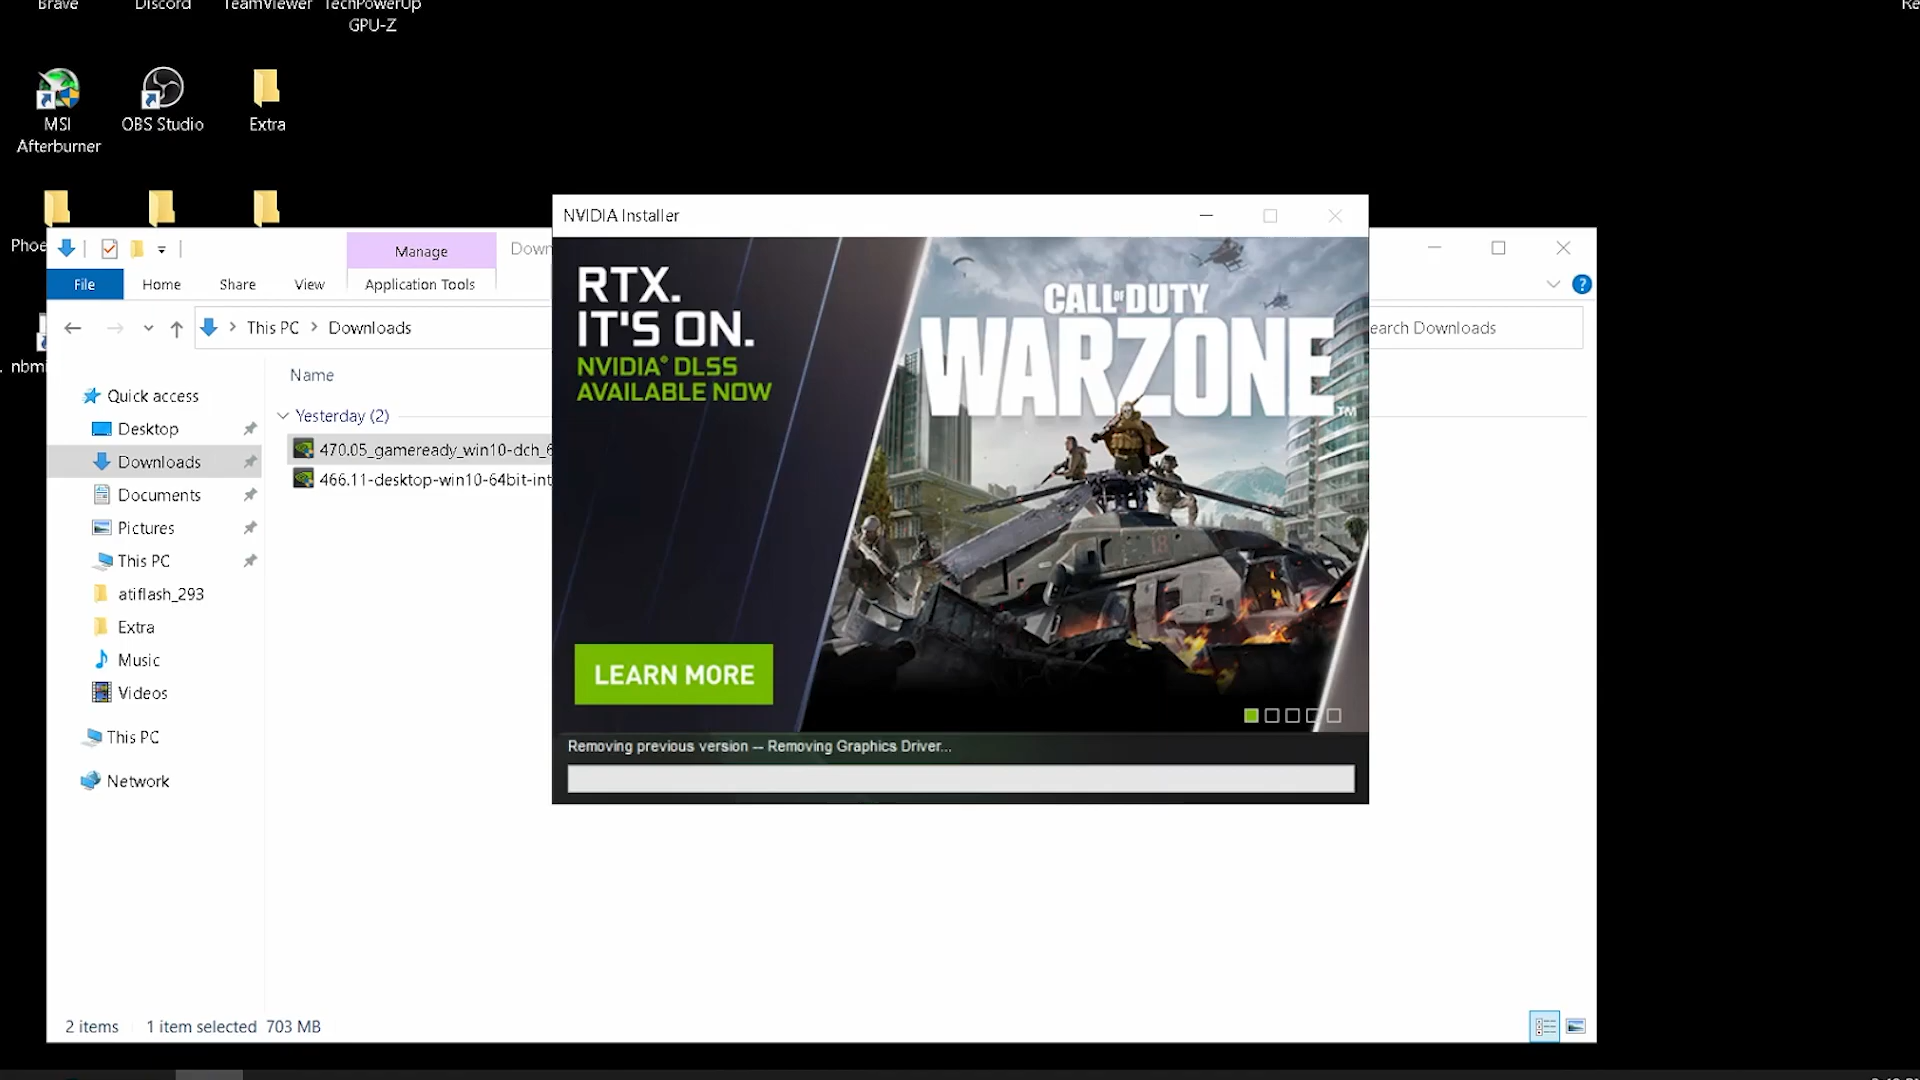 Brave
Discord
TeamViewer
TechPowerUp
GPU-Z
MSI
Afterburner
OBS Studio
Extra
NVIDIA Installer
Manage
File
Home
Share
View
Application Tools
This PC > Downloads
earch Downloads
RTX.
IT'S ON.
NVIDIA® DLSS
AVAILABLE NOW
CALL OF DUTY
WARZONE™
Name
Yesterday (2)
470.05_gameready_win10-dch_6
466.11-desktop-win10-64bit-int
Quick access
Desktop
Downloads
Documents
Pictures
This PC
atiflash_293
Extra
Music
Videos
This PC
Network
18
LEARN MORE
Removing previous version -- Removing Graphics Driver...
2 items
1 item selected 703 MB